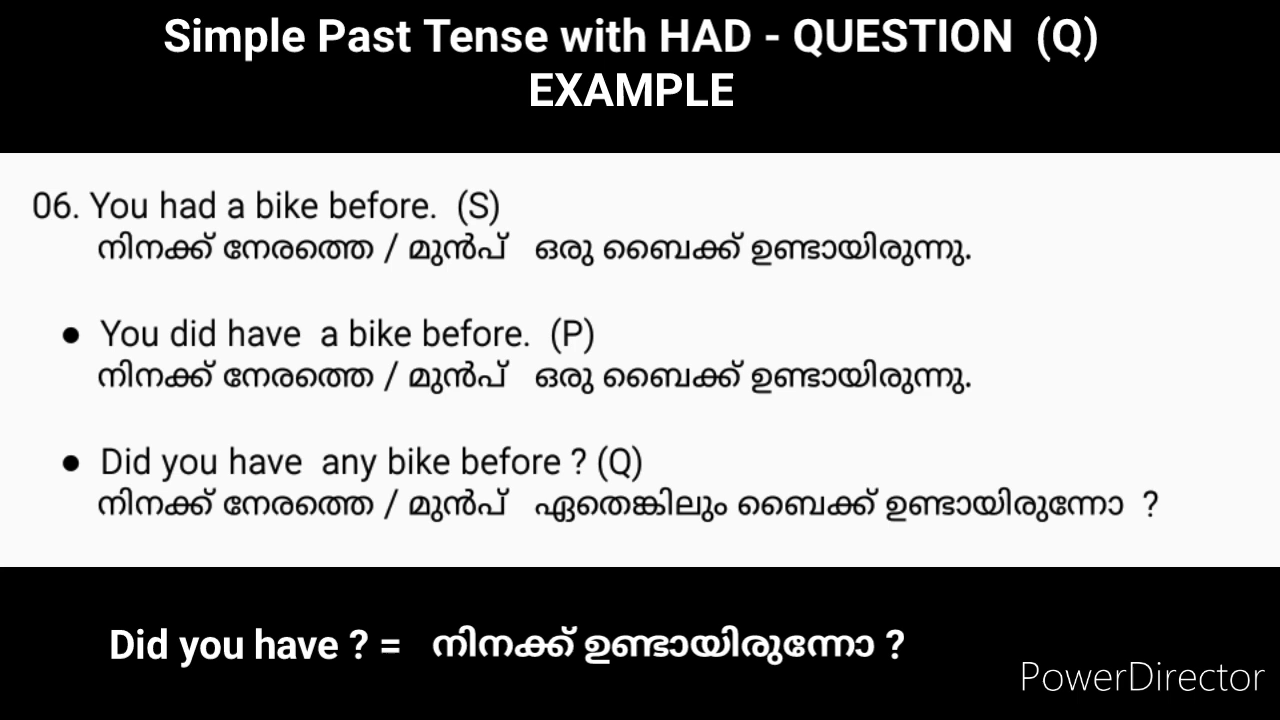 Simple Past Tense with HAD - QUESTION (Q)
EXAMPLE
06. You had a bike before. (S)
നിനക്ക് നേരത്തെ / മുൻപ് ഒരു ബൈക്ക് ഉണ്ടായിരുന്നു.
● You did have a bike before. (P)
നിനക്ക് നേരത്തെ / മുൻപ് ഒരു ബൈക്ക് ഉണ്ടായിരുന്നു.
● Did you have any bike before ? (Q)
നിനക്ക് നേരത്തെ / മുൻപ് ഏതെങ്കിലും ബൈക്ക് ഉണ്ടായിരുന്നോ ?
Did you have ? = നിനക്ക് ഉണ്ടായിരുന്നോ ?
PowerDirector